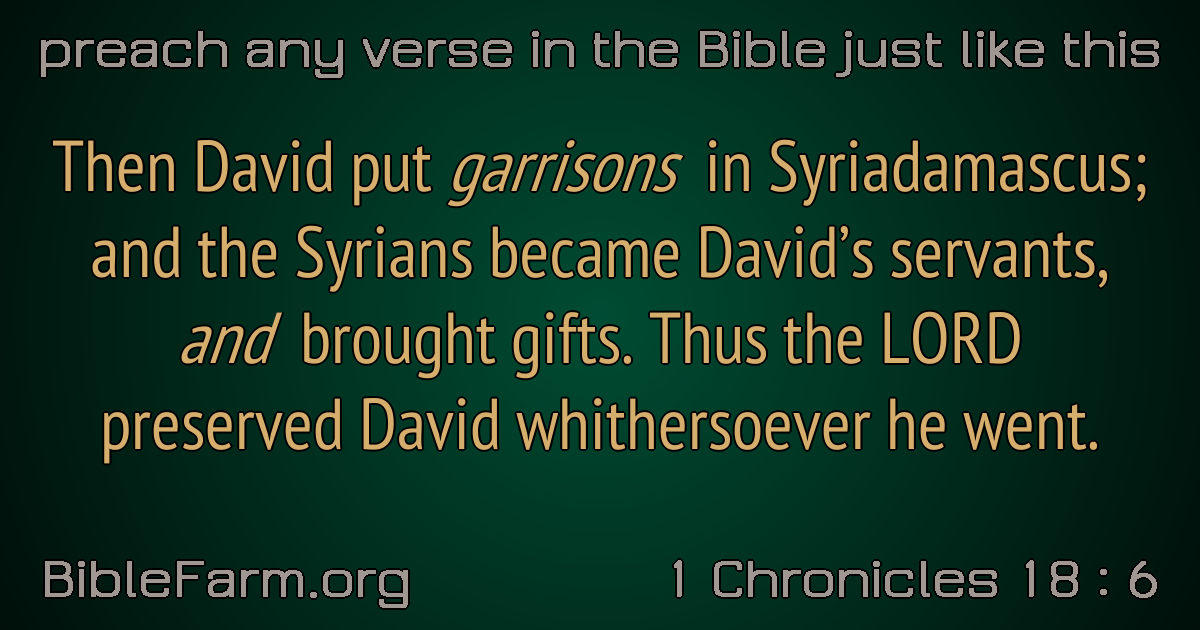 preach any verse in the Bible just like this
Then David put garrisons in Syriadamascus;
and the Syrians became David’s servants,
and brought gifts. Thus the LORD
preserved David whithersoever he went.
BibleFarm.org
1 Chronicles 18 : 6